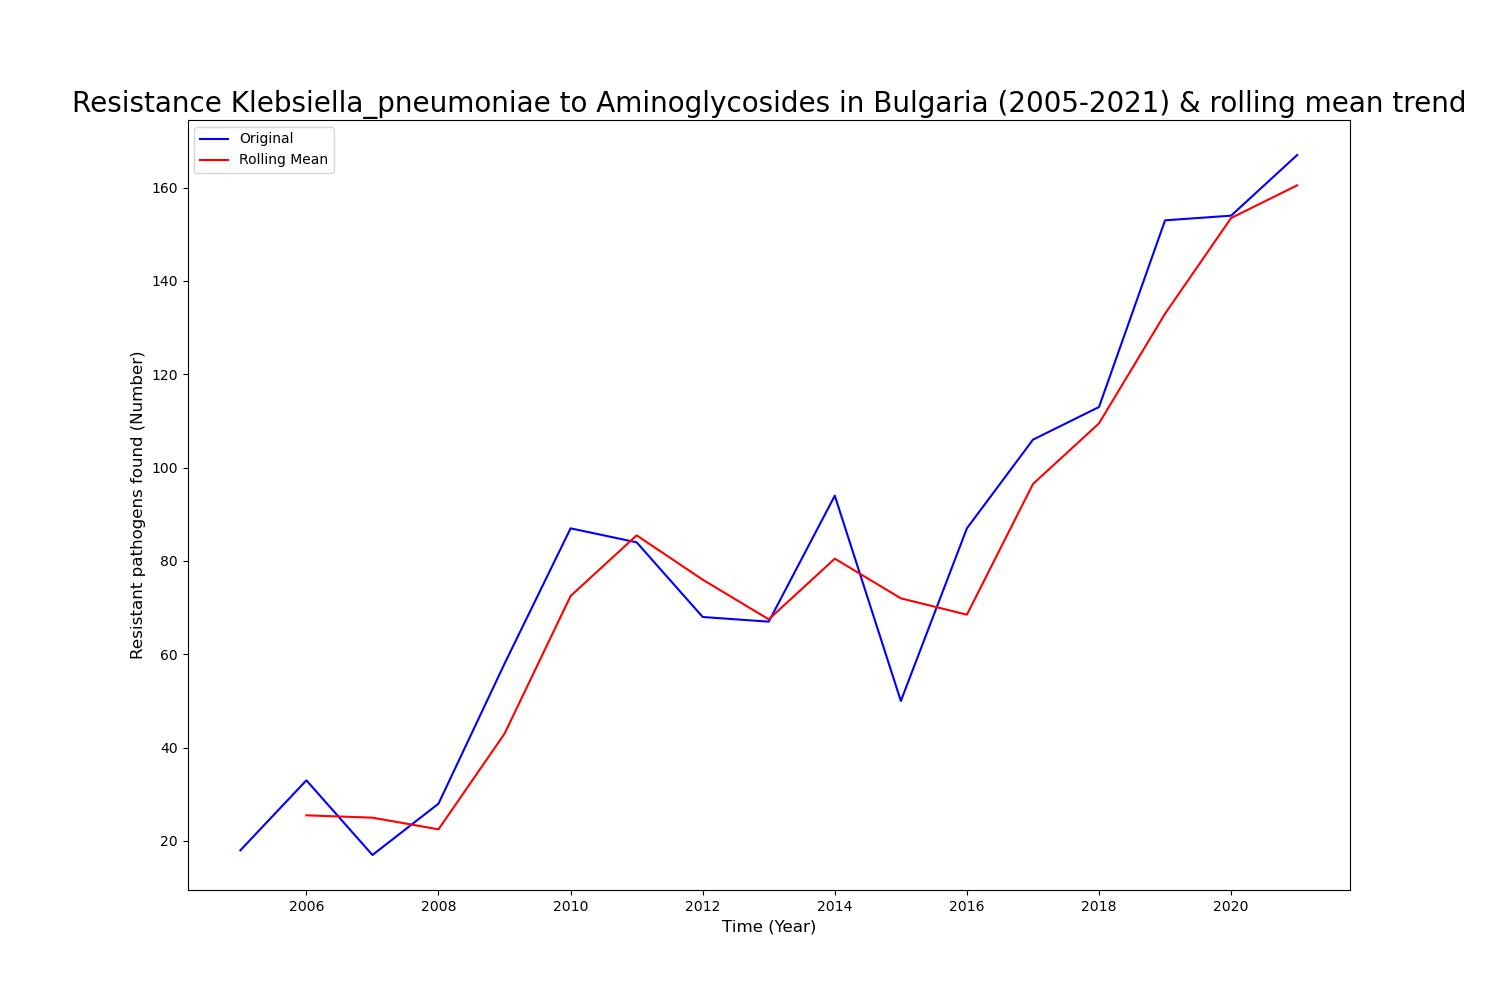 Resistance Klebsiella_pneumoniae to Aminoglycosides in Bulgaria (2005-2021) & rolling mean trend
Original
Rolling Mean
160
140
120
100
80
60
40
20
Resistant pathogens found (Number)
2006 2008 2010 2012 2014 2016 2018 2020
Time (Year)